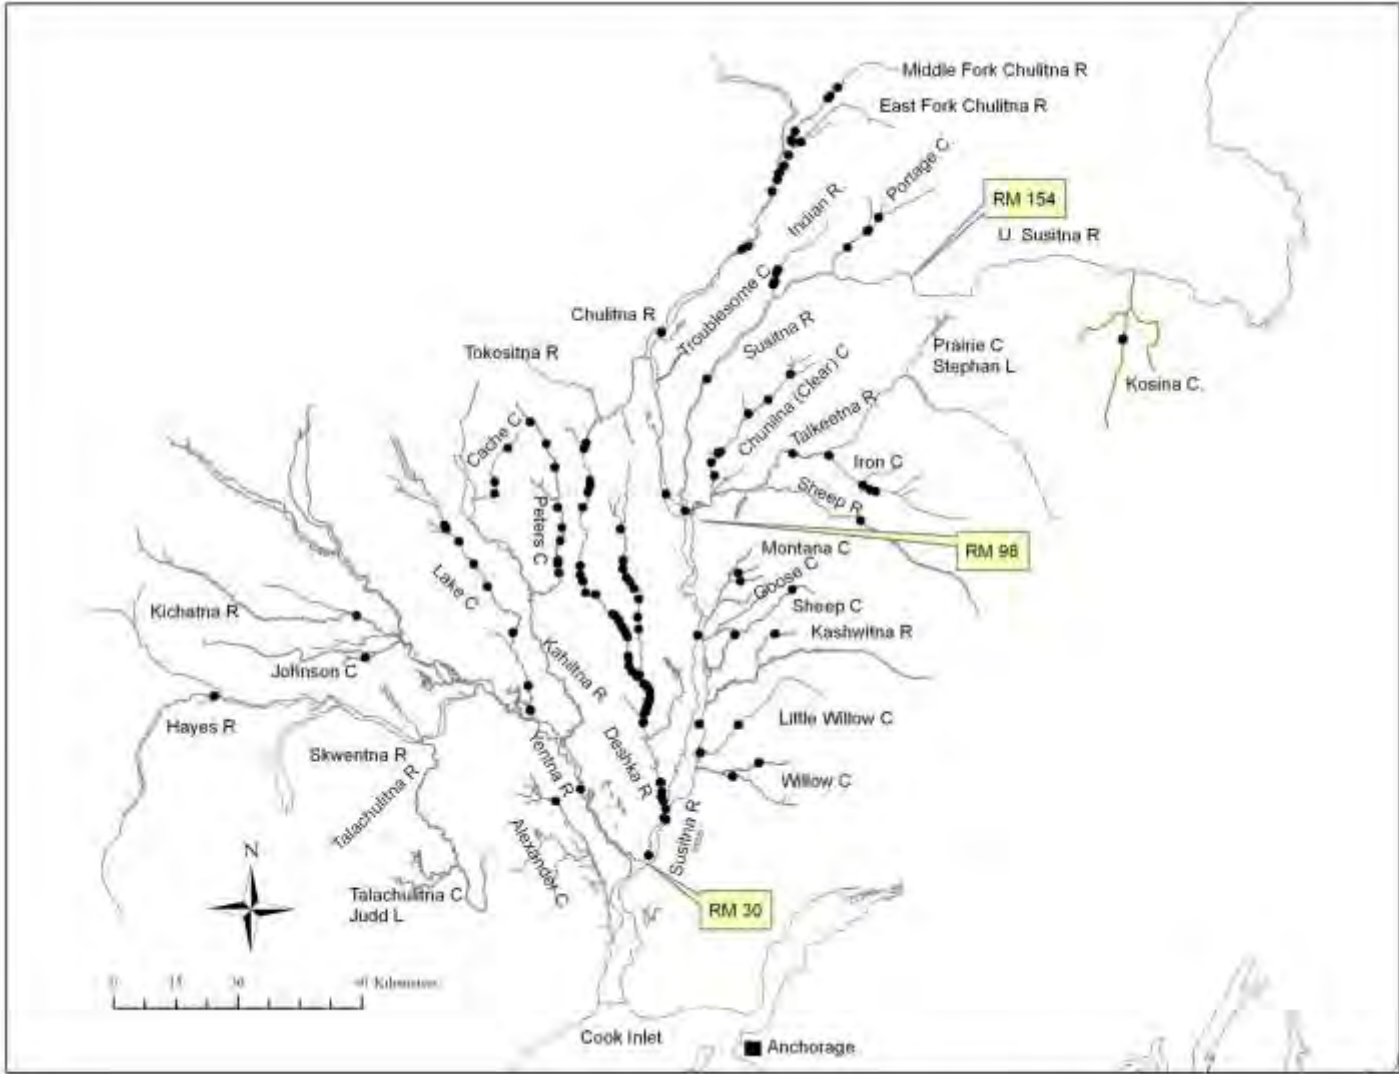 Middle Fork Chulitna R
East Fork Chulitna R
Portage C.
RM 154
Indian R.
U. Susitna R
Troublesome C
Chulitna R
Susitna R
Prairie C
Stephan L
Tokositna R
Kosina C.
Chunilna (Clear) C
Talkeetna R
Cache C
Iron C
Sheep R
Peters C
RM 98
Montana C
Goose C
Lake C
Sheep C
Kichatna R
Kashwitna R
Johnson C
Kahiltna R
Hayes R
Little Willow C
Skwentna R
Deshka R
Yentna R
Willow C
Talachulitna R
Susitna R
Alexander C
N
Talachulitna C
Judd L
RM 30
0 15 30 60 Kilometers
Cook Inlet
Anchorage